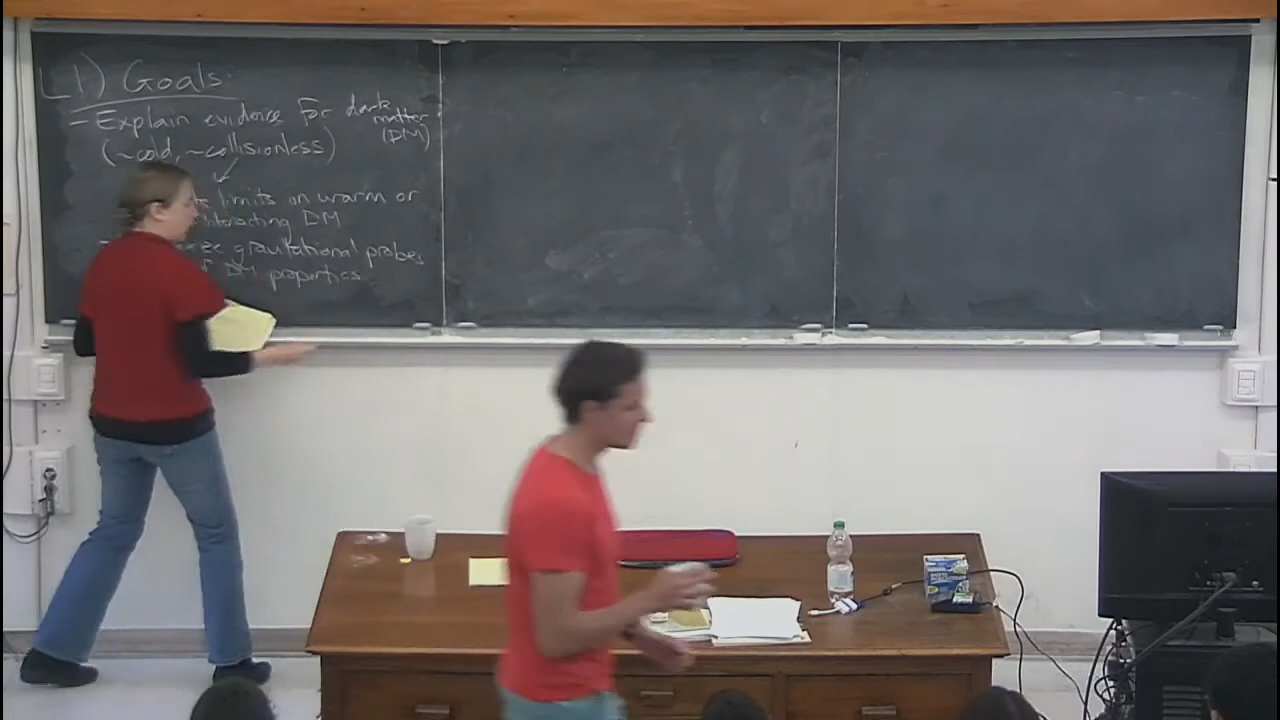 L1) Goals:
- Explain evidence for dark matter (DM)
(~cold, ~collisionless)
limits on warm or
interacting DM
gravitational probes
DM properties